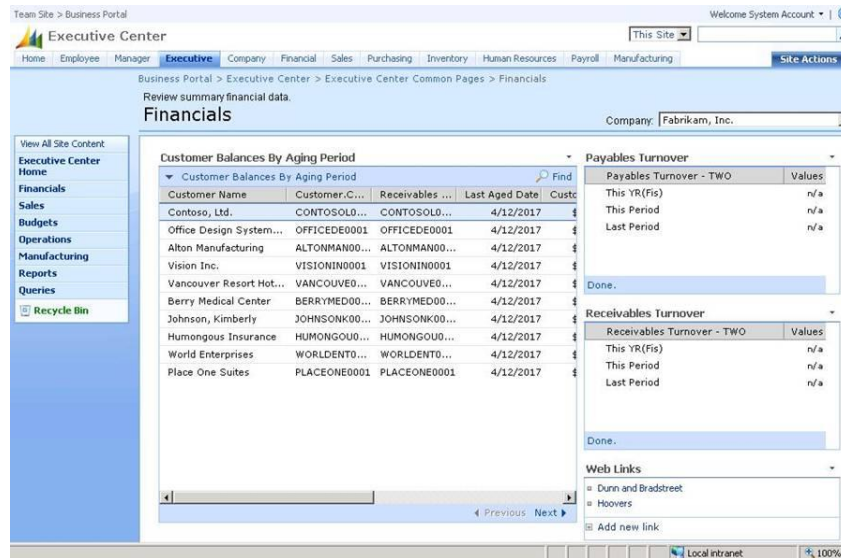 Team Site > Business Portal
Welcome System Account
Executive Center
This Site
Home Employee Manager Executive Company Financial Sales Purchasing Inventory Human Resources Payroll Manufacturing Site Actions
Business Portal > Executive Center > Executive Center Common Pages > Financials
Review summary financial data.
Financials
Company: Fabrikam, Inc.
View All Site Content
Executive Center Home
Financials
Sales
Budgets
Operations
Manufacturing
Reports
Queries
Recycle Bin
Customer Balances By Aging Period
Customer Balances By Aging Period Find
Customer Name Customer.C... Receivables ... Last Aged Date Custo
Contoso, Ltd. CONTOSOL0... CONTOSOL0... 4/12/2017 $
Office Design System... OFFICEDE0001 OFFICEDE0001 4/12/2017 $
Alton Manufacturing ALTONMAN00... ALTONMAN00... 4/12/2017 $
Vision Inc. VISIONIN0001 VISIONIN0001 4/12/2017 $
Vancouver Resort Hot... VANCOUVE0... VANCOUVE0... 4/12/2017 $
Berry Medical Center BERRYMED00... BERRYMED00... 4/12/2017 $
Johnson, Kimberly JOHNSONK00... JOHNSONK00... 4/12/2017 $
Humongous Insurance HUMONGOU0... HUMONGOU0... 4/12/2017 $
World Enterprises WORLDENT0... WORLDENT0... 4/12/2017 $
Place One Suites PLACEONE0001 PLACEONE0001 4/12/2017 $
Previous Next
Payables Turnover
Payables Turnover - TWO Values
This YR(Fis) n/a
This Period n/a
Last Period n/a
Done.
Receivables Turnover
Receivables Turnover - TWO Values
This YR(Fis) n/a
This Period n/a
Last Period n/a
Done.
Web Links
Dunn and Bradstreet
Hoovers
Add new link
Local intranet 100%